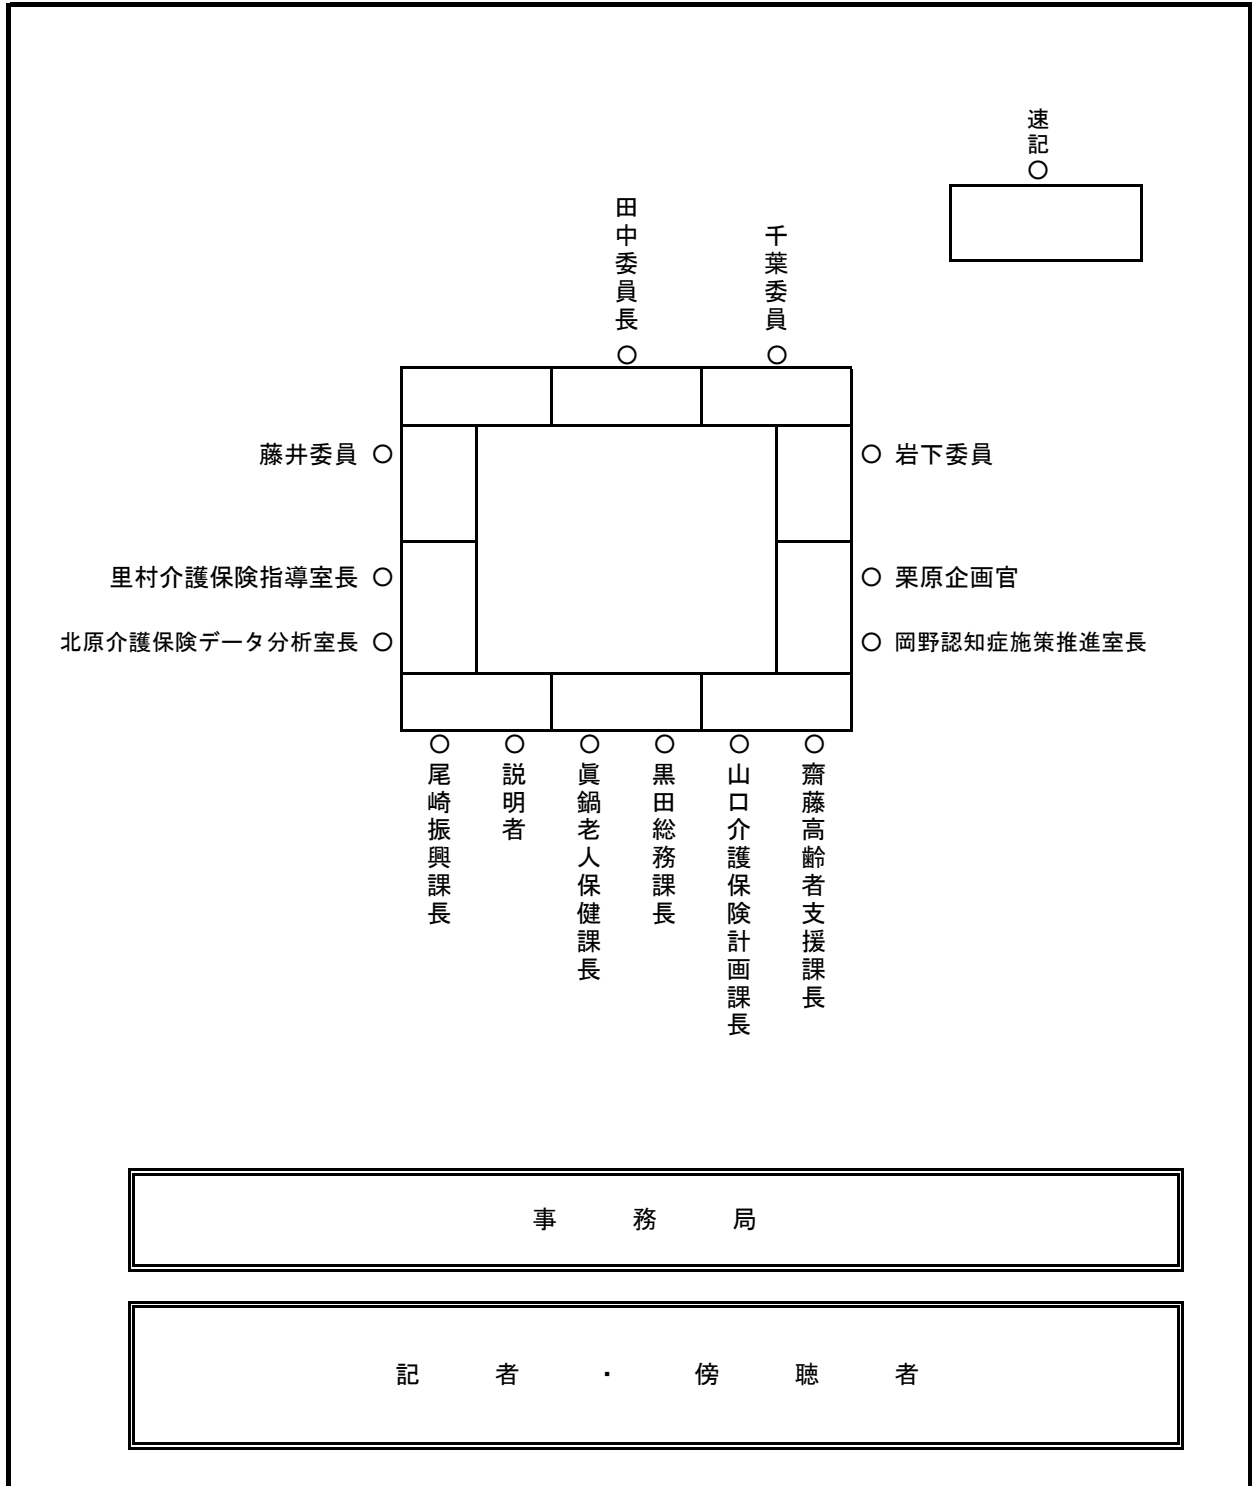 速記
田中委員長
千葉委員
藤井委員
岩下委員
里村介護保険指導室長
栗原企画官
北原介護保険データ分析室長
岡野認知症施策推進室長
尾崎振興課長
説明者
眞鍋老人保健課長
黒田総務課長
山口介護保険計画課長
齋藤高齢者支援課長
事務局
記者・傍聴者